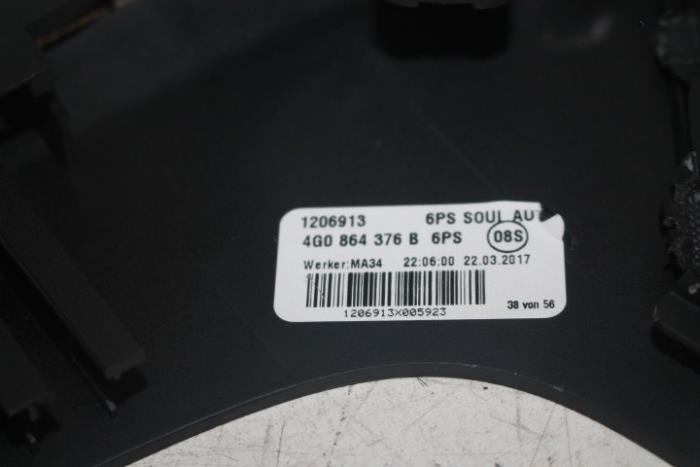 1206913 6PS SOUL AUT
4G0 864 376 B 6PS 08S
Werker:MA34 22:06:00 22.03.2017
38 von 56
1206913X005923